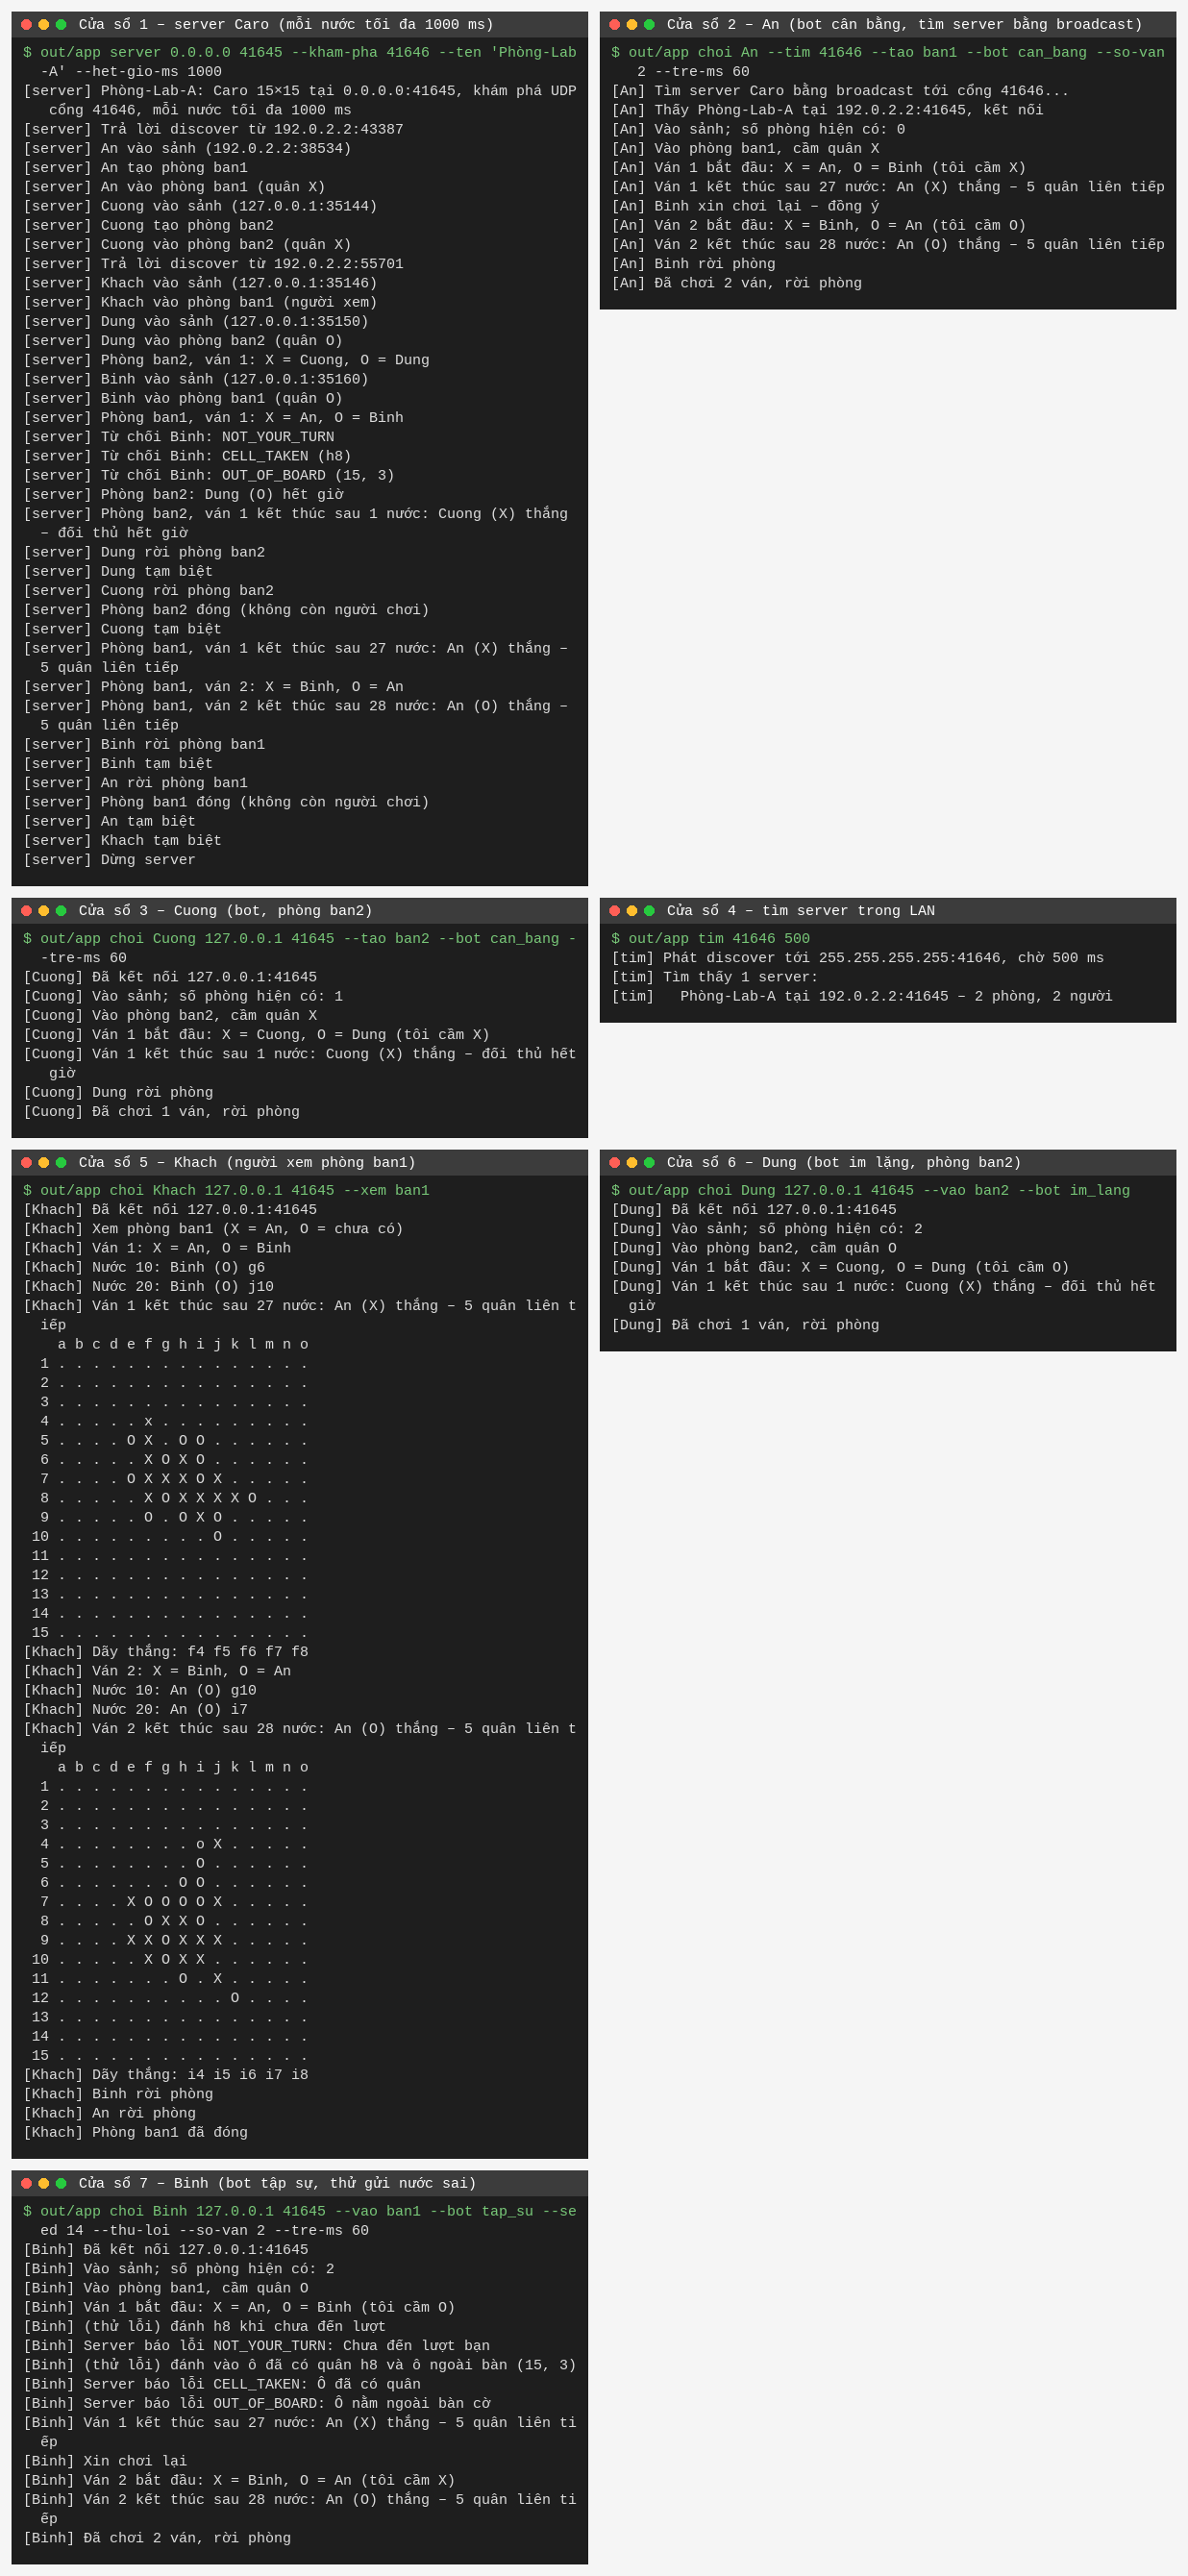 Cửa sổ 1 – server Caro (mỗi nước tối đa 1000 ms)
$ out/app server 0.0.0.0 41645 --kham-pha 41646 --ten 'Phòng-Lab
-A' --het-gio-ms 1000
[server] Phòng-Lab-A: Caro 15×15 tại 0.0.0.0:41645, khám phá UDP
cổng 41646, mỗi nước tối đa 1000 ms
[server] Trả lời discover từ 192.0.2.2:43387
[server] An vào sảnh (192.0.2.2:38534)
[server] An tạo phòng ban1
[server] An vào phòng ban1 (quân X)
[server] Cuong vào sảnh (127.0.0.1:35144)
[server] Cuong tạo phòng ban2
[server] Cuong vào phòng ban2 (quân X)
[server] Trả lời discover từ 192.0.2.2:55701
[server] Khach vào sảnh (127.0.0.1:35146)
[server] Khach vào phòng ban1 (người xem)
[server] Dung vào sảnh (127.0.0.1:35150)
[server] Dung vào phòng ban2 (quân O)
[server] Phòng ban2, ván 1: X = Cuong, O = Dung
[server] Binh vào sảnh (127.0.0.1:35160)
[server] Binh vào phòng ban1 (quân O)
[server] Phòng ban1, ván 1: X = An, O = Binh
[server] Từ chối Binh: NOT_YOUR_TURN
[server] Từ chối Binh: CELL_TAKEN (h8)
[server] Từ chối Binh: OUT_OF_BOARD (15, 3)
[server] Phòng ban2: Dung (O) hết giờ
[server] Phòng ban2, ván 1 kết thúc sau 1 nước: Cuong (X) thắng
– đối thủ hết giờ
[server] Dung rời phòng ban2
[server] Dung tạm biệt
[server] Cuong rời phòng ban2
[server] Phòng ban2 đóng (không còn người chơi)
[server] Cuong tạm biệt
[server] Phòng ban1, ván 1 kết thúc sau 27 nước: An (X) thắng –
5 quân liên tiếp
[server] Phòng ban1, ván 2: X = Binh, O = An
[server] Phòng ban1, ván 2 kết thúc sau 28 nước: An (O) thắng –
5 quân liên tiếp
[server] Binh rời phòng ban1
[server] Binh tạm biệt
[server] An rời phòng ban1
[server] Phòng ban1 đóng (không còn người chơi)
[server] An tạm biệt
[server] Khach tạm biệt
[server] Dừng server
Cửa sổ 2 – An (bot cân bằng, tìm server bằng broadcast)
$ out/app choi An --tim 41646 --tao ban1 --bot can_bang --so-van
2 --tre-ms 60
[An] Tìm server Caro bằng broadcast tới cổng 41646...
[An] Thấy Phòng-Lab-A tại 192.0.2.2:41645, kết nối
[An] Vào sảnh; số phòng hiện có: 0
[An] Vào phòng ban1, cầm quân X
[An] Ván 1 bắt đầu: X = An, O = Binh (tôi cầm X)
[An] Ván 1 kết thúc sau 27 nước: An (X) thắng – 5 quân liên tiếp
[An] Binh xin chơi lại – đồng ý
[An] Ván 2 bắt đầu: X = Binh, O = An (tôi cầm O)
[An] Ván 2 kết thúc sau 28 nước: An (O) thắng – 5 quân liên tiếp
[An] Binh rời phòng
[An] Đã chơi 2 ván, rời phòng
Cửa sổ 3 – Cuong (bot, phòng ban2)
$ out/app choi Cuong 127.0.0.1 41645 --tao ban2 --bot can_bang -
-tre-ms 60
[Cuong] Đã kết nối 127.0.0.1:41645
[Cuong] Vào sảnh; số phòng hiện có: 1
[Cuong] Vào phòng ban2, cầm quân X
[Cuong] Ván 1 bắt đầu: X = Cuong, O = Dung (tôi cầm X)
[Cuong] Ván 1 kết thúc sau 1 nước: Cuong (X) thắng – đối thủ hết
giờ
[Cuong] Dung rời phòng
[Cuong] Đã chơi 1 ván, rời phòng
Cửa sổ 4 – tìm server trong LAN
$ out/app tim 41646 500
[tim] Phát discover tới 255.255.255.255:41646, chờ 500 ms
[tim] Tìm thấy 1 server:
[tim]   Phòng-Lab-A tại 192.0.2.2:41645 – 2 phòng, 2 người
Cửa sổ 5 – Khach (người xem phòng ban1)
$ out/app choi Khach 127.0.0.1 41645 --xem ban1
[Khach] Đã kết nối 127.0.0.1:41645
[Khach] Xem phòng ban1 (X = An, O = chưa có)
[Khach] Ván 1: X = An, O = Binh
[Khach] Nước 10: Binh (O) g6
[Khach] Nước 20: Binh (O) j10
[Khach] Ván 1 kết thúc sau 27 nước: An (X) thắng – 5 quân liên t
iếp
a b c d e f g h i j k l m n o
1 . . . . . . . . . . . . . . .
2 . . . . . . . . . . . . . . .
3 . . . . . . . . . . . . . . .
4 . . . . . x . . . . . . . . .
5 . . . . O X . O O . . . . . .
6 . . . . . X O X O . . . . . .
7 . . . . O X X X O X . . . . .
8 . . . . . X O X X X X O . . .
9 . . . . . O . O X O . . . . .
10 . . . . . . . . . O . . . . .
11 . . . . . . . . . . . . . . .
12 . . . . . . . . . . . . . . .
13 . . . . . . . . . . . . . . .
14 . . . . . . . . . . . . . . .
15 . . . . . . . . . . . . . . .
[Khach] Dãy thắng: f4 f5 f6 f7 f8
[Khach] Ván 2: X = Binh, O = An
[Khach] Nước 10: An (O) g10
[Khach] Nước 20: An (O) i7
[Khach] Ván 2 kết thúc sau 28 nước: An (O) thắng – 5 quân liên t
iếp
a b c d e f g h i j k l m n o
1 . . . . . . . . . . . . . . .
2 . . . . . . . . . . . . . . .
3 . . . . . . . . . . . . . . .
4 . . . . . . . . o X . . . . .
5 . . . . . . . . O . . . . . .
6 . . . . . . . O O . . . . . .
7 . . . . X O O O O X . . . . .
8 . . . . . O X X O . . . . . .
9 . . . . X X O X X X . . . . .
10 . . . . . X O X X . . . . . .
11 . . . . . . . O . X . . . . .
12 . . . . . . . . . . O . . . .
13 . . . . . . . . . . . . . . .
14 . . . . . . . . . . . . . . .
15 . . . . . . . . . . . . . . .
[Khach] Dãy thắng: i4 i5 i6 i7 i8
[Khach] Binh rời phòng
[Khach] An rời phòng
[Khach] Phòng ban1 đã đóng
Cửa sổ 6 – Dung (bot im lặng, phòng ban2)
$ out/app choi Dung 127.0.0.1 41645 --vao ban2 --bot im_lang
[Dung] Đã kết nối 127.0.0.1:41645
[Dung] Vào sảnh; số phòng hiện có: 2
[Dung] Vào phòng ban2, cầm quân O
[Dung] Ván 1 bắt đầu: X = Cuong, O = Dung (tôi cầm O)
[Dung] Ván 1 kết thúc sau 1 nước: Cuong (X) thắng – đối thủ hết
giờ
[Dung] Đã chơi 1 ván, rời phòng
Cửa sổ 7 – Binh (bot tập sự, thử gửi nước sai)
$ out/app choi Binh 127.0.0.1 41645 --vao ban1 --bot tap_su --se
ed 14 --thu-loi --so-van 2 --tre-ms 60
[Binh] Đã kết nối 127.0.0.1:41645
[Binh] Vào sảnh; số phòng hiện có: 2
[Binh] Vào phòng ban1, cầm quân O
[Binh] Ván 1 bắt đầu: X = An, O = Binh (tôi cầm O)
[Binh] (thử lỗi) đánh h8 khi chưa đến lượt
[Binh] Server báo lỗi NOT_YOUR_TURN: Chưa đến lượt bạn
[Binh] (thử lỗi) đánh vào ô đã có quân h8 và ô ngoài bàn (15, 3)
[Binh] Server báo lỗi CELL_TAKEN: Ô đã có quân
[Binh] Server báo lỗi OUT_OF_BOARD: Ô nằm ngoài bàn cờ
[Binh] Ván 1 kết thúc sau 27 nước: An (X) thắng – 5 quân liên ti
ếp
[Binh] Xin chơi lại
[Binh] Ván 2 bắt đầu: X = Binh, O = An (tôi cầm X)
[Binh] Ván 2 kết thúc sau 28 nước: An (O) thắng – 5 quân liên ti
ếp
[Binh] Đã chơi 2 ván, rời phòng